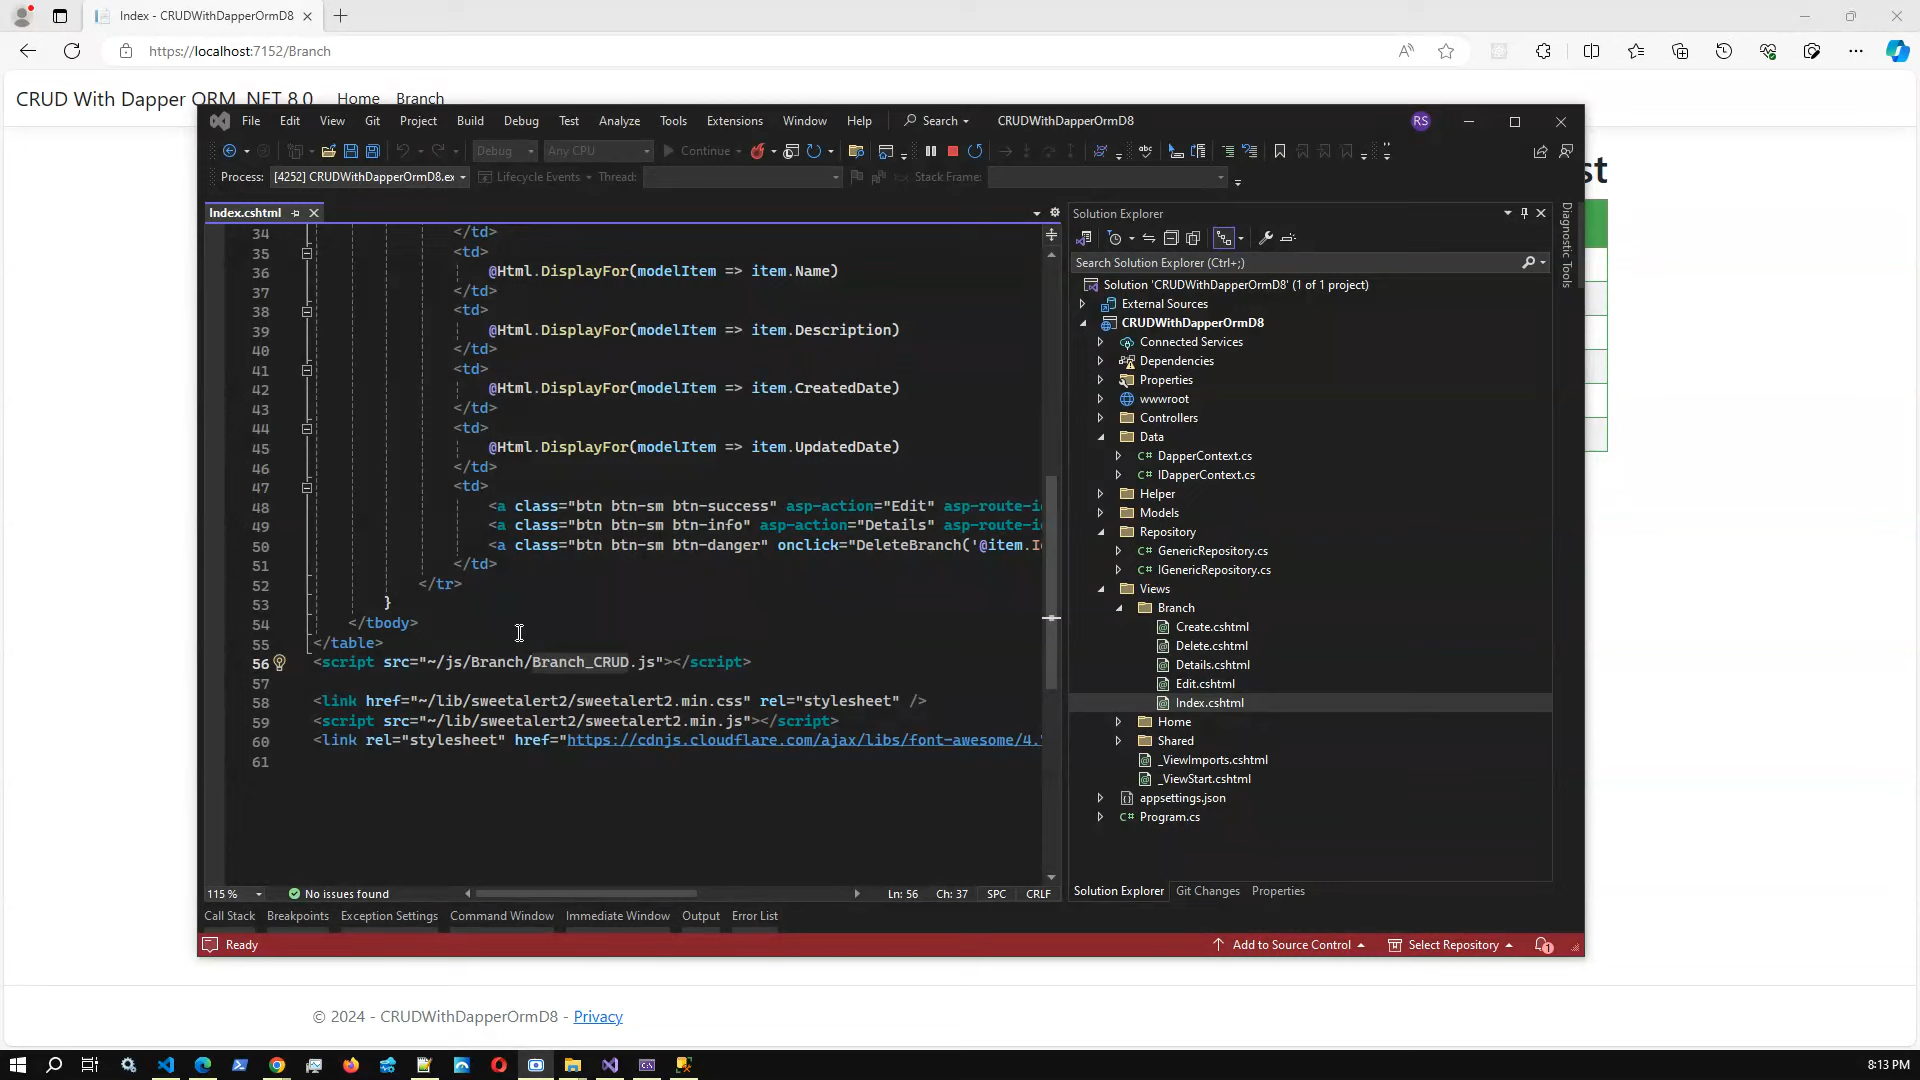 Index - CRUDWithDapperOrmD8
https://localhost:7152/Branch
CRUD With Dapper ORM .NET 8.0 Home Branch
File Edit View Git Project Build Debug Test Analyze Tools Extensions Window Help Search CRUDWithDapperOrmD8 RS
Debug Any CPU Continue
Process: [4252] CRUDWithDapperOrmD8.ex Lifecycle Events Thread: Stack Frame:
st
Index.cshtml
34 </td>
35 <td>
36 @Html.DisplayFor(modelItem => item.Name)
37 </td>
38 <td>
39 @Html.DisplayFor(modelItem => item.Description)
40 </td>
41 <td>
42 @Html.DisplayFor(modelItem => item.CreatedDate)
43 </td>
44 <td>
45 @Html.DisplayFor(modelItem => item.UpdatedDate)
46 </td>
47 <td>
48 <a class="btn btn-sm btn-success" asp-action="Edit" asp-route-i
49 <a class="btn btn-sm btn-info" asp-action="Details" asp-route-i
50 <a class="btn btn-sm btn-danger" onclick="DeleteBranch('@item.I
51 </td>
52 </tr>
53 }
54 </tbody>
55 </table>
56 <script src="~/js/Branch/Branch_CRUD.js"></script>
57
58 <link href="~/lib/sweetalert2/sweetalert2.min.css" rel="stylesheet" />
59 <script src="~/lib/sweetalert2/sweetalert2.min.js"></script>
60 <link rel="stylesheet" href="https://cdnjs.cloudflare.com/ajax/libs/font-awesome/4.
61
115 % No issues found Ln: 56 Ch: 37 SPC CRLF
Solution Explorer
Search Solution Explorer (Ctrl+;)
Solution 'CRUDWithDapperOrmD8' (1 of 1 project)
External Sources
CRUDWithDapperOrmD8
Connected Services
Dependencies
Properties
wwwroot
Controllers
Data
C# DapperContext.cs
C# IDapperContext.cs
Helper
Models
Repository
C# GenericRepository.cs
C# IGenericRepository.cs
Views
Branch
Create.cshtml
Delete.cshtml
Details.cshtml
Edit.cshtml
Index.cshtml
Home
Shared
_ViewImports.cshtml
_ViewStart.cshtml
appsettings.json
C# Program.cs
Solution Explorer Git Changes Properties
Diagnostic Tools
Call Stack Breakpoints Exception Settings Command Window Immediate Window Output Error List
Ready Add to Source Control Select Repository 1
© 2024 - CRUDWithDapperOrmD8 - Privacy
8:13 PM